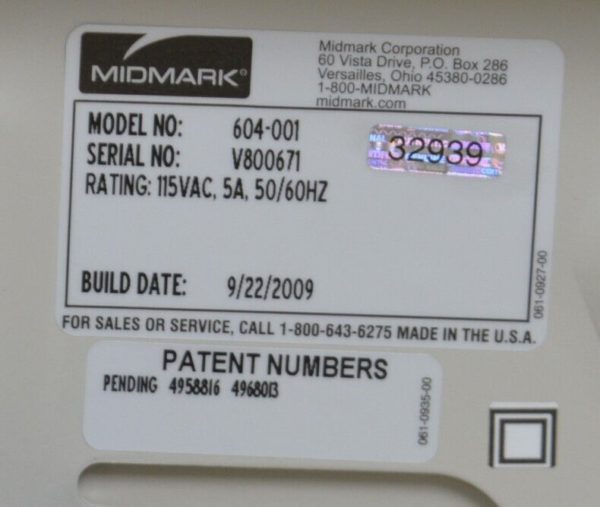 MIDMARK®
Midmark Corporation
60 Vista Drive, P.O. Box 286
Versailles, Ohio 45380-0286
1-800-MIDMARK
midmark.com
MODEL NO: 604-001
SERIAL NO: V800671
RATING: 115VAC, 5A, 50/60HZ
32939
BUILD DATE: 9/22/2009
061-0927-00
FOR SALES OR SERVICE, CALL 1-800-643-6275 MADE IN THE U.S.A.
PATENT NUMBERS
PENDING 4958816 4968013
061-0935-00